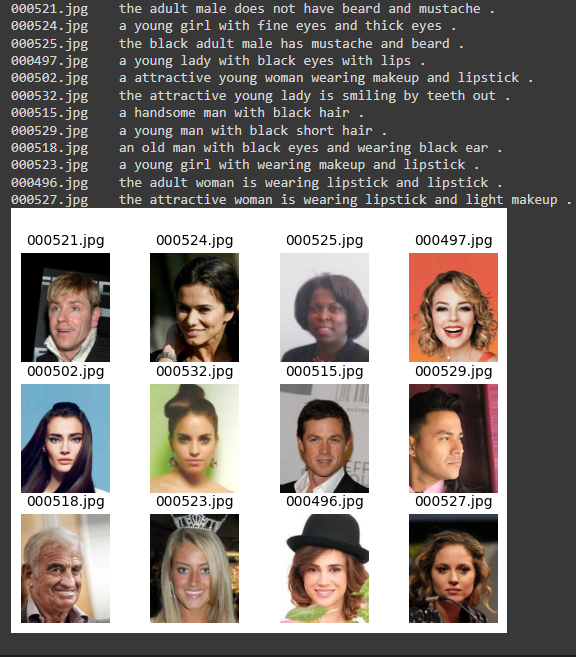 000521.jpg the adult male does not have beard and mustache .
000524.jpg a young girl with fine eyes and thick eyes .
000525.jpg the black adult male has mustache and beard .
000497.jpg a young lady with black eyes with lips .
000502.jpg a attractive young woman wearing makeup and lipstick .
000532.jpg the attractive young lady is smiling by teeth out .
000515.jpg a handsome man with black hair .
000529.jpg a young man with black short hair .
000518.jpg an old man with black eyes and wearing black ear .
000523.jpg a young girl with wearing makeup and lipstick .
000496.jpg the adult woman is wearing lipstick and lipstick .
000527.jpg the attractive woman is wearing lipstick and light makeup .
000521.jpg 000524.jpg 000525.jpg 000497.jpg
000502.jpg 000532.jpg 000515.jpg 000529.jpg
000518.jpg 000523.jpg 000496.jpg 000527.jpg